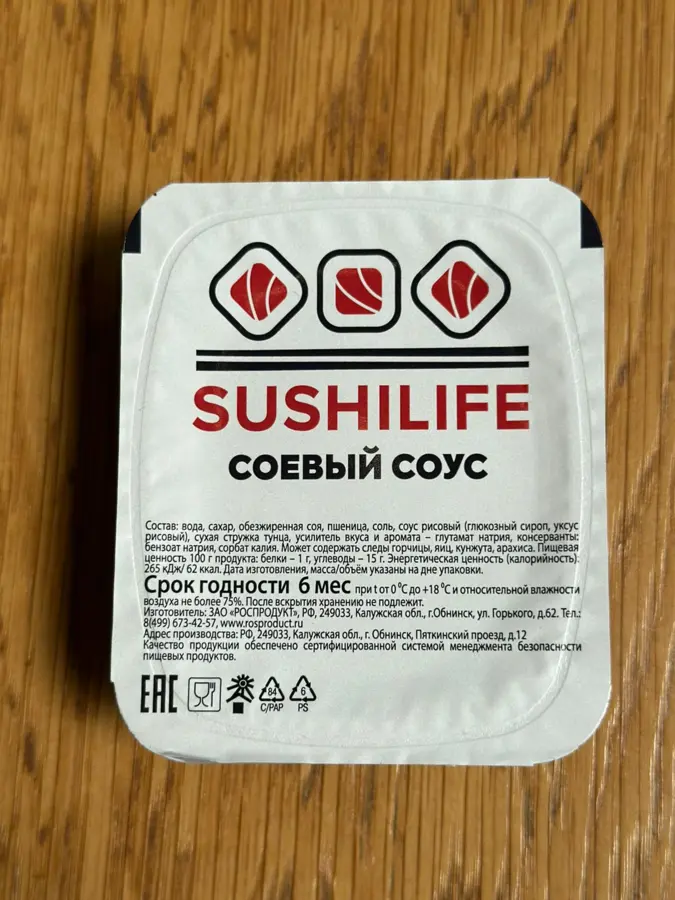 SUSHILIFE
СОЕВЫЙ СОУС
Состав: вода, сахар, обезжиренная соя, пшеница, соль, соус рисовый (глюкозный сироп, уксус
рисовый), сухая стружка тунца, усилитель вкуса и аромата – глутамат натрия, консерванты:
бензоат натрия, сорбат калия. Может содержать следы горчицы, яиц, кунжута, арахиса. Пищевая
ценность 100 г продукта: белки – 1 г, углеводы – 15 г. Энергетическая ценность (калорийность):
265 кДж/ 62 ккал. Дата изготовления, масса/объём указаны на дне упаковки.
Срок годности 6 мес при t от 0 °С до +18 °С и относительной влажности
воздуха не более 75%. После вскрытия хранению не подлежит.
Изготовитель: ЗАО «РОСПРОДУКТ», РФ, 249033, Калужская обл., г.Обнинск, ул. Горького, д.62. Тел.:
8(499) 673-42-57, www.rosproduct.ru
Адрес производства: РФ, 249033, Калужская обл., г. Обнинск, Пяткинский проезд, д.12
Качество продукции обеспечено сертифицированной системой менеджмента безопасности
пищевых продуктов.
ЕАС 84 6
C/PAP PS